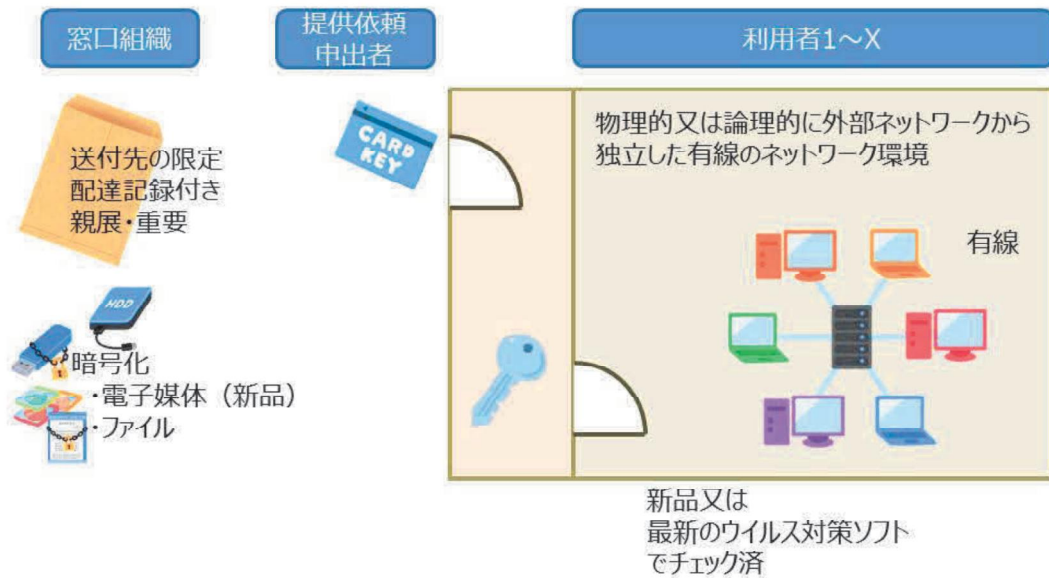 窓口組織
提供依頼
申出者
利用者1～X
送付先の限定
配達記録付き
親展・重要
CARD
KEY
物理的又は論理的に外部ネットワークから
独立した有線のネットワーク環境
有線
HDD
暗号化
・電子媒体（新品）
・ファイル
新品又は
最新のウイルス対策ソフト
でチェック済